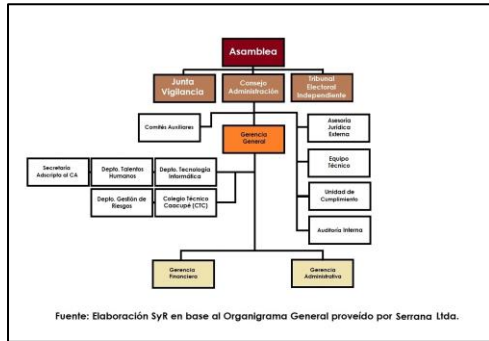 Asamblea
Junta
Vigilancia
Consejo
Administración
Tribunal
Electoral
Independiente
Comités Auxiliares
Gerencia
General
Asesoría
Jurídica
Externa
Equipo
Técnico
Unidad de
Cumplimiento
Auditoría Interna
Secretaria
Adscripta al CA
Depto. Talentos
Humanos
Depto. Tecnología
Informática
Depto. Gestión de
Riesgos
Colegio Técnico
Caacupé (CTC)
Gerencia
Financiera
Gerencia
Administrativa
Fuente: Elaboración SyR en base al Organigrama General proveído por Serrana Ltda.